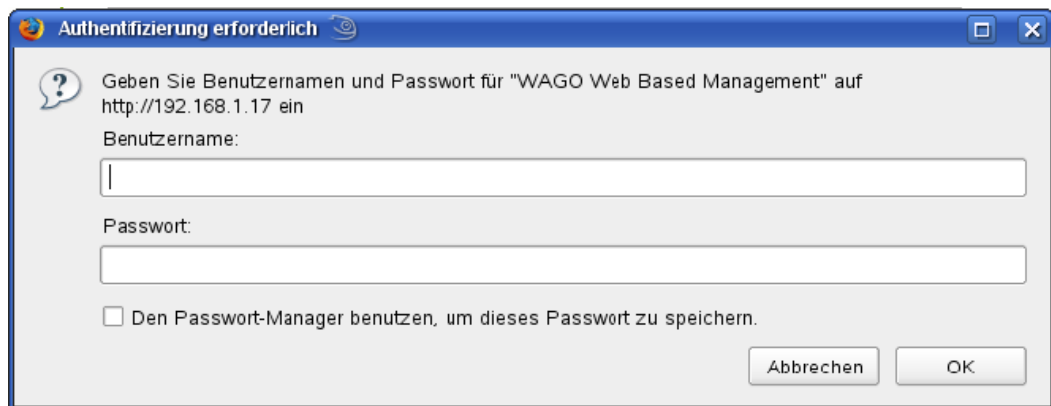 Authentifizierung erforderlich
Geben Sie Benutzernamen und Passwort für "WAGO Web Based Management" auf
http://192.168.1.17 ein
Benutzername:
Passwort:
Den Passwort-Manager benutzen, um dieses Passwort zu speichern.
Abbrechen OK